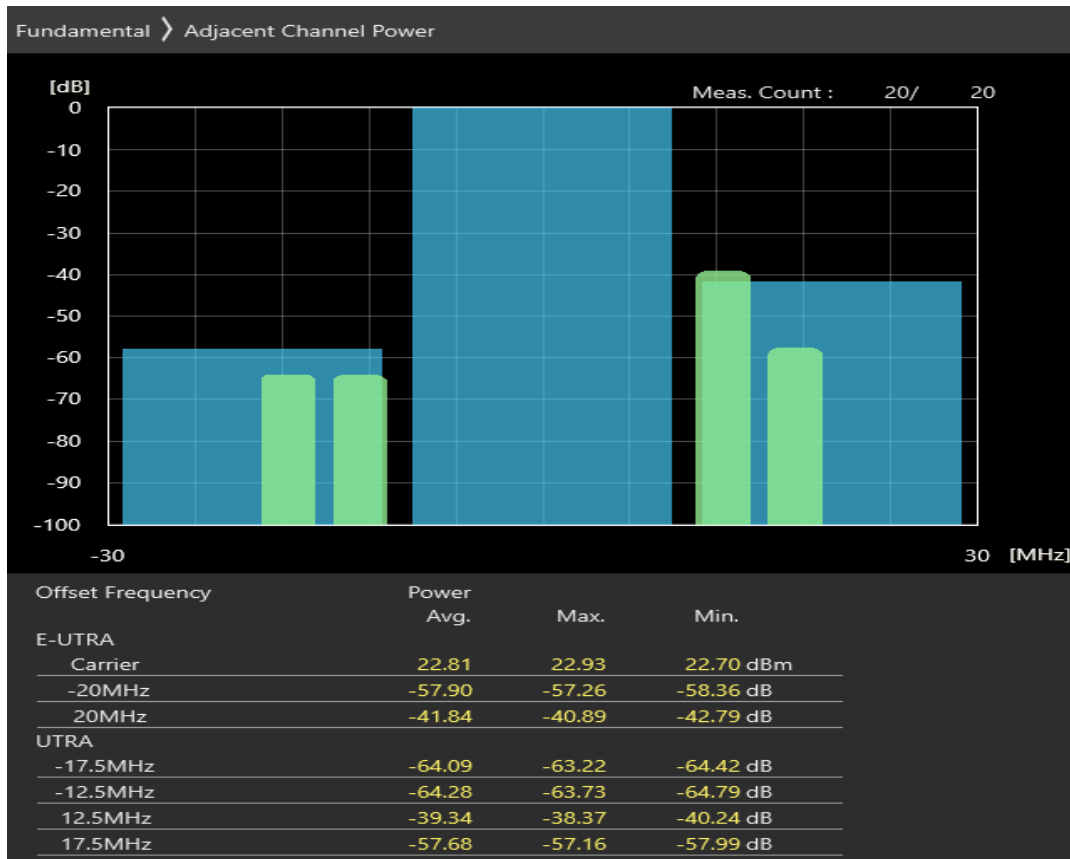 Fundamental ❯ Adjacent Channel Power
[dB]
Meas. Count : 20/ 20
0
-10
-20
-30
-40
-50
-60
-70
-80
-90
-100
-30 30 [MHz]
Offset Frequency Power
Avg. Max. Min.
E-UTRA
Carrier 22.81 22.93 22.70 dBm
-20MHz -57.90 -57.26 -58.36 dB
20MHz -41.84 -40.89 -42.79 dB
UTRA
-17.5MHz -64.09 -63.22 -64.42 dB
-12.5MHz -64.28 -63.73 -64.79 dB
12.5MHz -39.34 -38.37 -40.24 dB
17.5MHz -57.68 -57.16 -57.99 dB